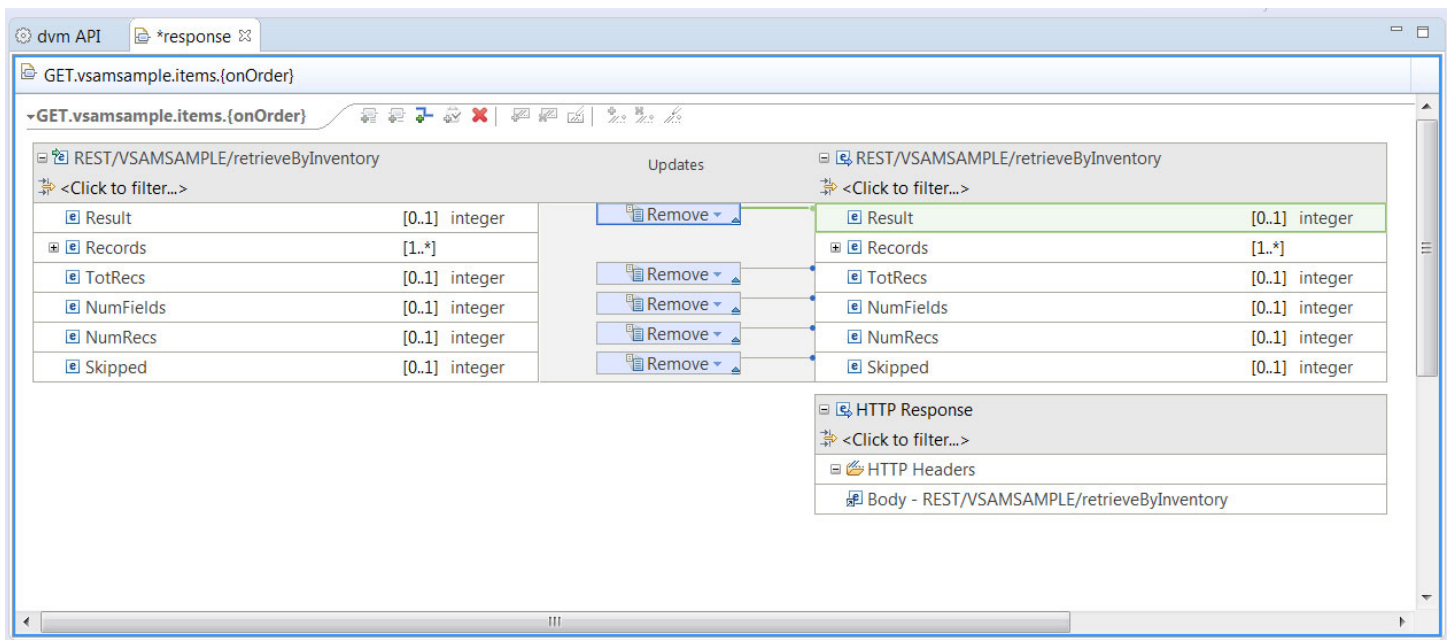 dvm API *response
GET.vsamsample.items.{onOrder}
GET.vsamsample.items.{onOrder}
REST/VSAMSAMPLE/retrieveByInventory Updates REST/VSAMSAMPLE/retrieveByInventory
<Click to filter...> <Click to filter...>
Result [0..1] integer Remove Result [0..1] integer
Records [1..*] Records [1..*]
TotRecs [0..1] integer Remove TotRecs [0..1] integer
NumFields [0..1] integer Remove NumFields [0..1] integer
NumRecs [0..1] integer Remove NumRecs [0..1] integer
Skipped [0..1] integer Remove Skipped [0..1] integer
HTTP Response
<Click to filter...>
HTTP Headers
Body - REST/VSAMSAMPLE/retrieveByInventory